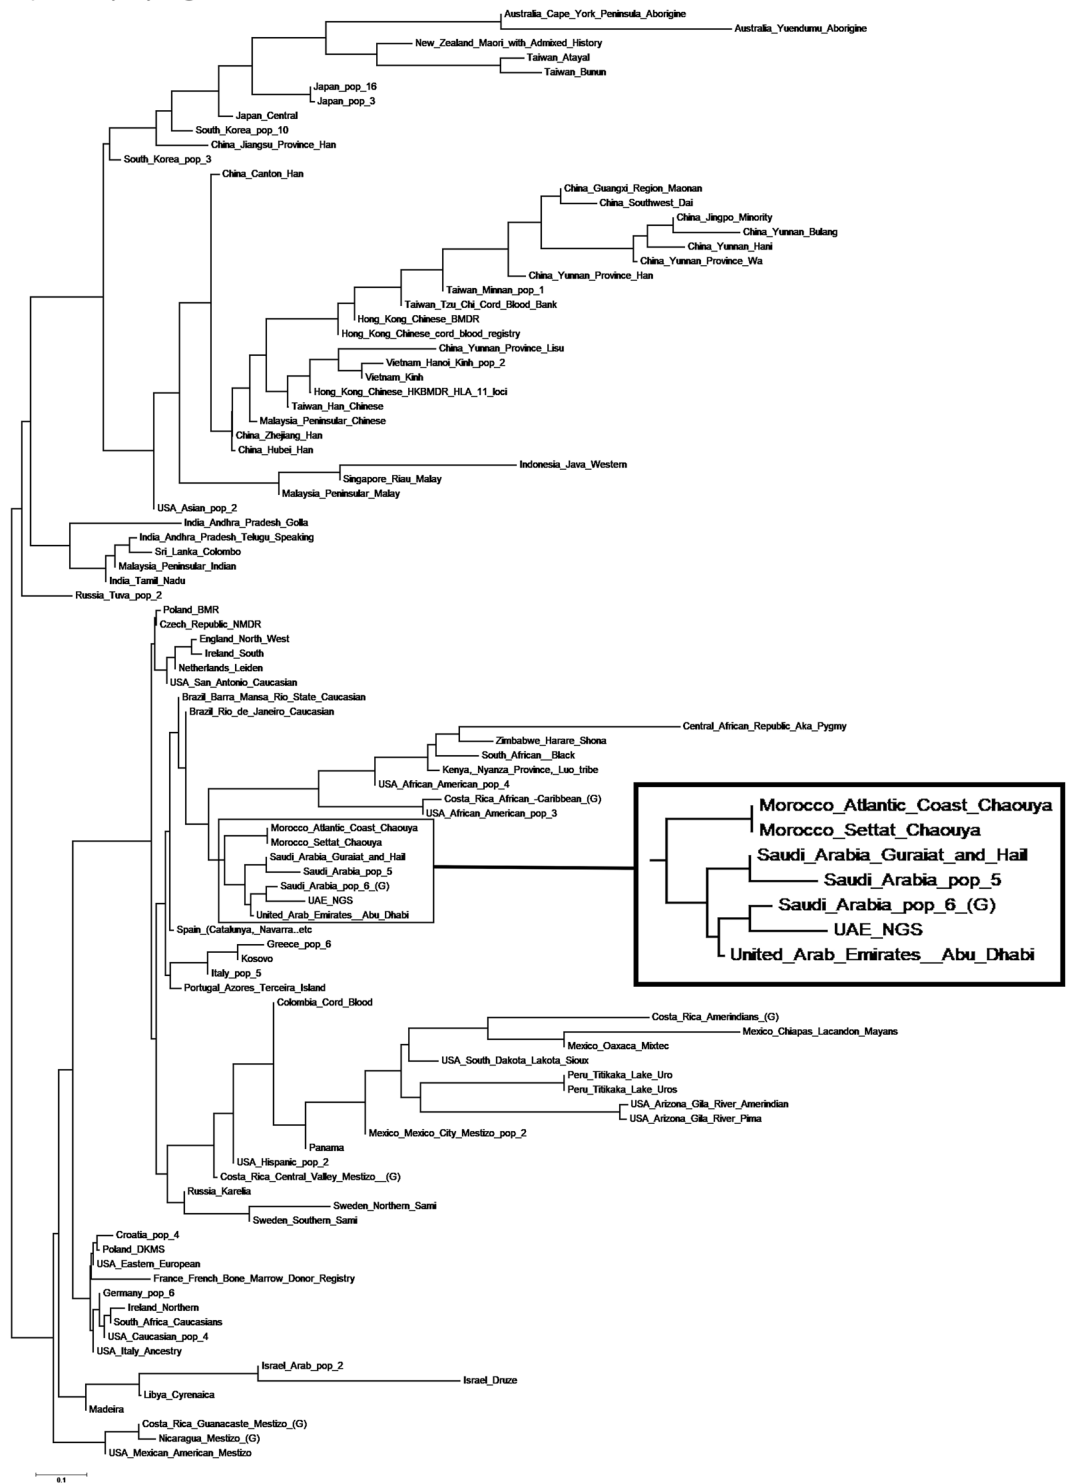 Australia_Cape_York_Peninsula_Aborigine
Australia_Yuendumu_Aborigine
New_Zealand_Maori_with_Admixed_History
Taiwan_Atayal
Taiwan_Bunun
Japan_pop_16
Japan_pop_3
Japan_Central
South_Korea_pop_10
China_Jiangsu_Province_Han
South_Korea_pop_3
China_Canton_Han
China_Guangxi_Region_Maonan
China_Southwest_Dai
China_Jingpo_Minority
China_Yunnan_Bulang
China_Yunnan_Hani
China_Yunnan_Province_Wa
China_Yunnan_Province_Han
Taiwan_Minnan_pop_1
Taiwan_Tzu_Chi_Cord_Blood_Bank
Hong_Kong_Chinese_BMDR
Hong_Kong_Chinese_cord_blood_registry
China_Yunnan_Province_Lisu
Vietnam_Hanoi_Kinh_pop_2
Vietnam_Kinh
Hong_Kong_Chinese_HKBMDR_HLA_11_loci
Taiwan_Han_Chinese
Malaysia_Peninsular_Chinese
China_Zhejiang_Han
China_Hubei_Han
Indonesia_Java_Western
Singapore_Riau_Malay
Malaysia_Peninsular_Malay
USA_Asian_pop_2
India_Andhra_Pradesh_Golla
India_Andhra_Pradesh_Telugu_Speaking
Sri_Lanka_Colombo
Malaysia_Peninsular_Indian
India_Tamil_Nadu
Russia_Tuva_pop_2
Poland_BMR
Czech_Republic_NMDR
England_North_West
Ireland_South
Netherlands_Leiden
USA_San_Antonio_Caucasian
Brazil_Barra_Mansa_Rio_State_Caucasian
Brazil_Rio_de_Janeiro_Caucasian
Central_African_Republic_Aka_Pygmy
Zimbabwe_Harare_Shona
South_African__Black
Kenya,_Nyanza_Province,_Luo_tribe
USA_African_American_pop_4
Costa_Rica_African_-Caribbean_(G)
USA_African_American_pop_3
Morocco_Atlantic_Coast_Chaouya
Morocco_Settat_Chaouya
Saudi_Arabia_Guraiat_and_Hail
Saudi_Arabia_pop_5
Saudi_Arabia_pop_6_(G)
UAE_NGS
United_Arab_Emirates__Abu_Dhabi
Morocco_Atlantic_Coast_Chaouya
Morocco_Settat_Chaouya
Saudi_Arabia_Guraiat_and_Hail
Saudi_Arabia_pop_5
Saudi_Arabia_pop_6_(G)
UAE_NGS
United_Arab_Emirates__Abu_Dhabi
Spain_(Catalunya,_Navarra..etc
Greece_pop_6
Kosovo
Italy_pop_5
Portugal_Azores_Terceira_Island
Colombia_Cord_Blood
Costa_Rica_Amerindians_(G)
Mexico_Chiapas_Lacandon_Mayans
Mexico_Oaxaca_Mixtec
USA_South_Dakota_Lakota_Sioux
Peru_Titikaka_Lake_Uro
Peru_Titikaka_Lake_Uros
USA_Arizona_Gila_River_Amerindian
USA_Arizona_Gila_River_Pima
Mexico_Mexico_City_Mestizo_pop_2
Panama
USA_Hispanic_pop_2
Costa_Rica_Central_Valley_Mestizo__(G)
Russia_Karelia
Sweden_Northern_Sami
Sweden_Southern_Sami
Croatia_pop_4
Poland_DKMS
USA_Eastern_European
France_French_Bone_Marrow_Donor_Registry
Germany_pop_6
Ireland_Northern
South_Africa_Caucasians
USA_Caucasian_pop_4
USA_Italy_Ancestry
Israel_Arab_pop_2
Israel_Druze
Libya_Cyrenaica
Madeira
Costa_Rica_Guanacaste_Mestizo_(G)
Nicaragua_Mestizo_(G)
USA_Mexican_American_Mestizo
0.1